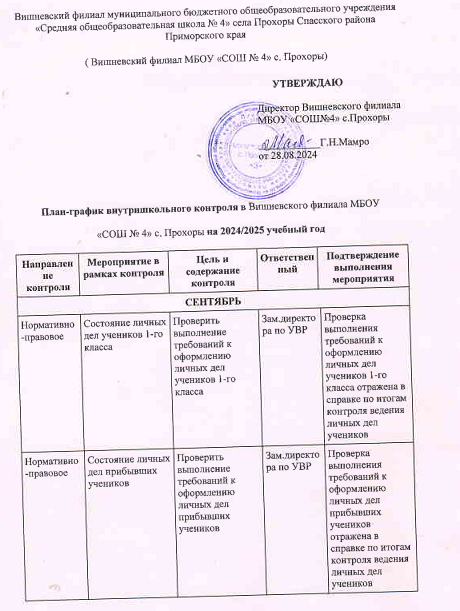 Вишневский филиал муниципального бюджетного общеобразовательного учреждения
«Средняя общеобразовательная школа № 4» села Прохоры Спасского района
Приморского края
( Вишневский филиал МБОУ «СОШ № 4» с. Прохоры)
УТВЕРЖДАЮ
Директор Вишневского филиала
МБОУ «СОШ№4» с.Прохоры
Г.Н.Мамро
от 28.08.2024
План-график внутришкольного контроля в Вишневского филиала МБОУ
«СОШ № 4» с. Прохоры на 2024/2025 учебный год
Направлен
ие
контроля
Мероприятие в
рамках контроля
Цель и
содержание
контроля
Ответствен
ный
Подтверждение
выполнения
мероприятия
СЕНТЯБРЬ
Нормативно
-правовое
Состояние личных
дел учеников 1-го
класса
Проверить
выполнение
требований к
оформлению
личных дел
учеников 1-го
класса
Зам.директо
ра по УВР
Проверка
выполнения
требований к
оформлению
личных дел
учеников 1-го
класса отражена в
справке по итогам
контроля ведения
личных дел
учеников
Нормативно
-правовое
Состояние личных
дел прибывших
учеников
Проверить
выполнение
требований к
оформлению
личных дел
прибывших
учеников
Зам.директо
ра по УВР
Проверка
выполнения
требований к
оформлению
личных дел
прибывших
учеников
отражена в
справке по итогам
контроля ведения
личных дел
учеников